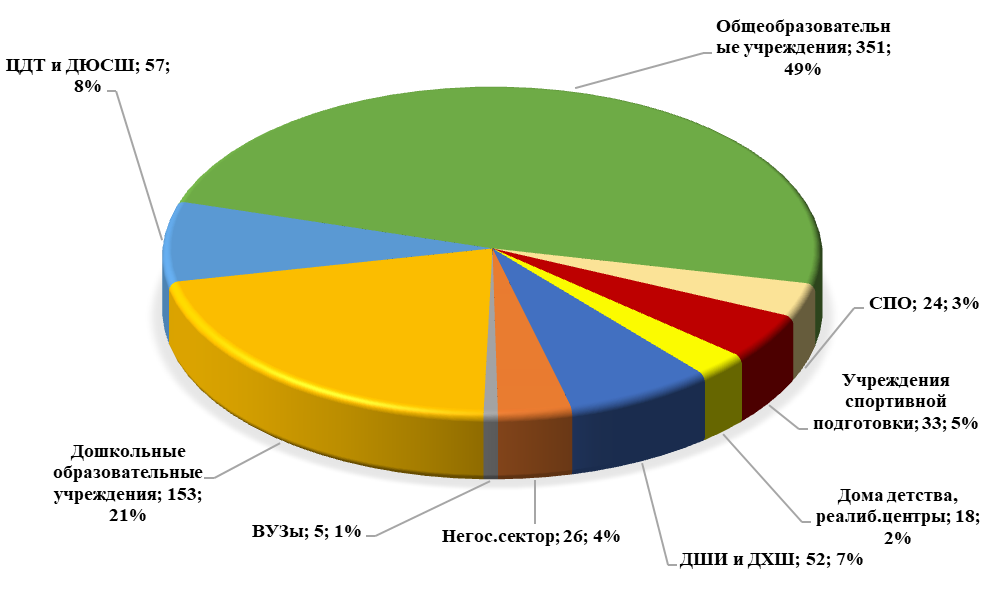 Общеобразовательн
ые учреждения; 351;
49%
ЦДТ и ДЮСШ; 57;
8%
СПО; 24; 3%
Учреждения
спортивной
подготовки; 33; 5%
Дошкольные
образовательные
учреждения; 153;
21%
Дома детства,
реалиб.центры; 18;
2%
ВУЗы; 5; 1%
Негос.сектор; 26; 4%
ДШИ и ДХШ; 52; 7%